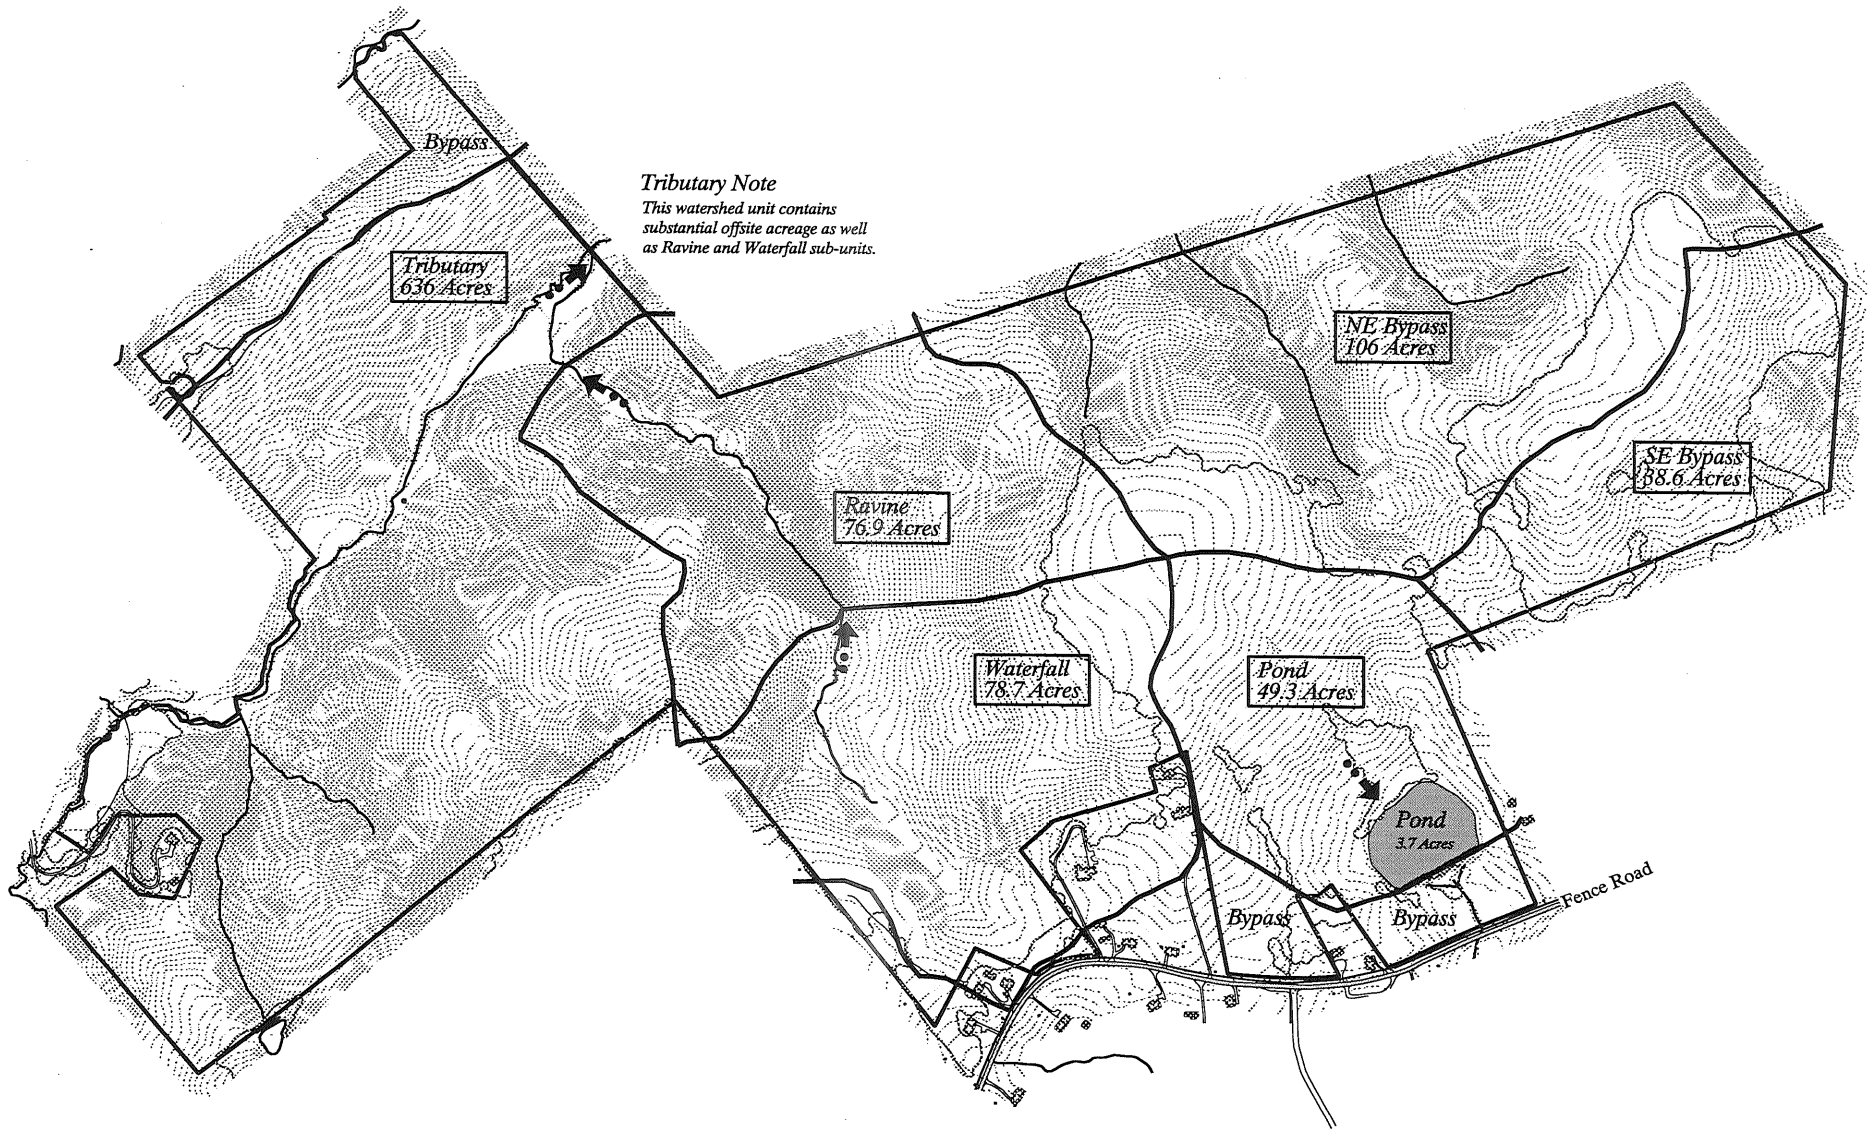 Bypass
Tributary Note
This watershed unit contains
substantial offsite acreage as well
as Ravine and Waterfall sub-units.
Tributary
636 Acres
NE Bypass
106 Acres
SE Bypass
38.6 Acres
Ravine
76.9 Acres
Waterfall
78.7 Acres
Pond
49.3 Acres
Pond
3.7 Acres
Fence Road
Bypass
Bypass